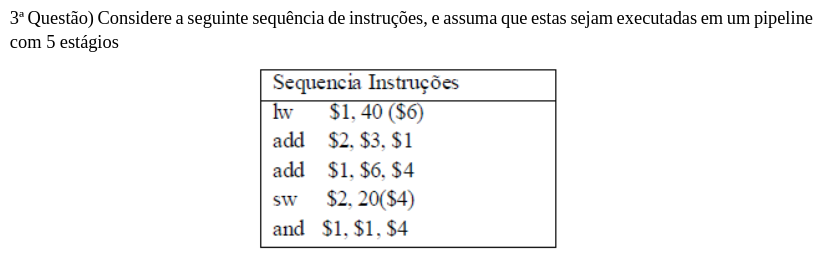 3ª Questão) Considere a seguinte sequência de instruções, e assuma que estas sejam executadas em um pipeline
com 5 estágios
Sequencia Instruções
lw $1, 40 ($6)
add $2, $3, $1
add $1, $6, $4
sw $2, 20($4)
and $1, $1, $4